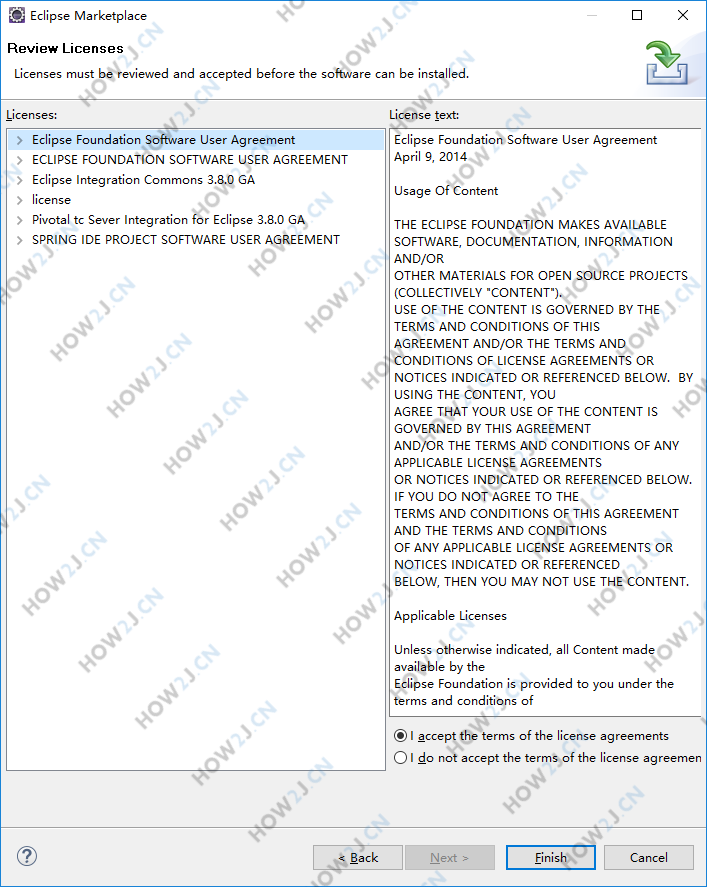 Eclipse Marketplace
Review Licenses
Licenses must be reviewed and accepted before the software can be installed.
Licenses:
Eclipse Foundation Software User Agreement
ECLIPSE FOUNDATION SOFTWARE USER AGREEMENT
Eclipse Integration Commons 3.8.0 GA
license
Pivotal tc Sever Integration for Eclipse 3.8.0 GA
SPRING IDE PROJECT SOFTWARE USER AGREEMENT
License text:
Eclipse Foundation Software User Agreement
April 9, 2014
Usage Of Content
THE ECLIPSE FOUNDATION MAKES AVAILABLE
SOFTWARE, DOCUMENTATION, INFORMATION
AND/OR
OTHER MATERIALS FOR OPEN SOURCE PROJECTS
(COLLECTIVELY "CONTENT").
USE OF THE CONTENT IS GOVERNED BY THE
TERMS AND CONDITIONS OF THIS
AGREEMENT AND/OR THE TERMS AND
CONDITIONS OF LICENSE AGREEMENTS OR
NOTICES INDICATED OR REFERENCED BELOW.  BY
USING THE CONTENT, YOU
AGREE THAT YOUR USE OF THE CONTENT IS
GOVERNED BY THIS AGREEMENT
AND/OR THE TERMS AND CONDITIONS OF ANY
APPLICABLE LICENSE AGREEMENTS
OR NOTICES INDICATED OR REFERENCED BELOW.
IF YOU DO NOT AGREE TO THE
TERMS AND CONDITIONS OF THIS AGREEMENT
AND THE TERMS AND CONDITIONS
OF ANY APPLICABLE LICENSE AGREEMENTS OR
NOTICES INDICATED OR REFERENCED
BELOW, THEN YOU MAY NOT USE THE CONTENT.
Applicable Licenses
Unless otherwise indicated, all Content made
available by the
Eclipse Foundation is provided to you under the
terms and conditions of
I accept the terms of the license agreements
I do not accept the terms of the license agreemen
?
< Back
Next >
Finish
Cancel
HOW2J.CN